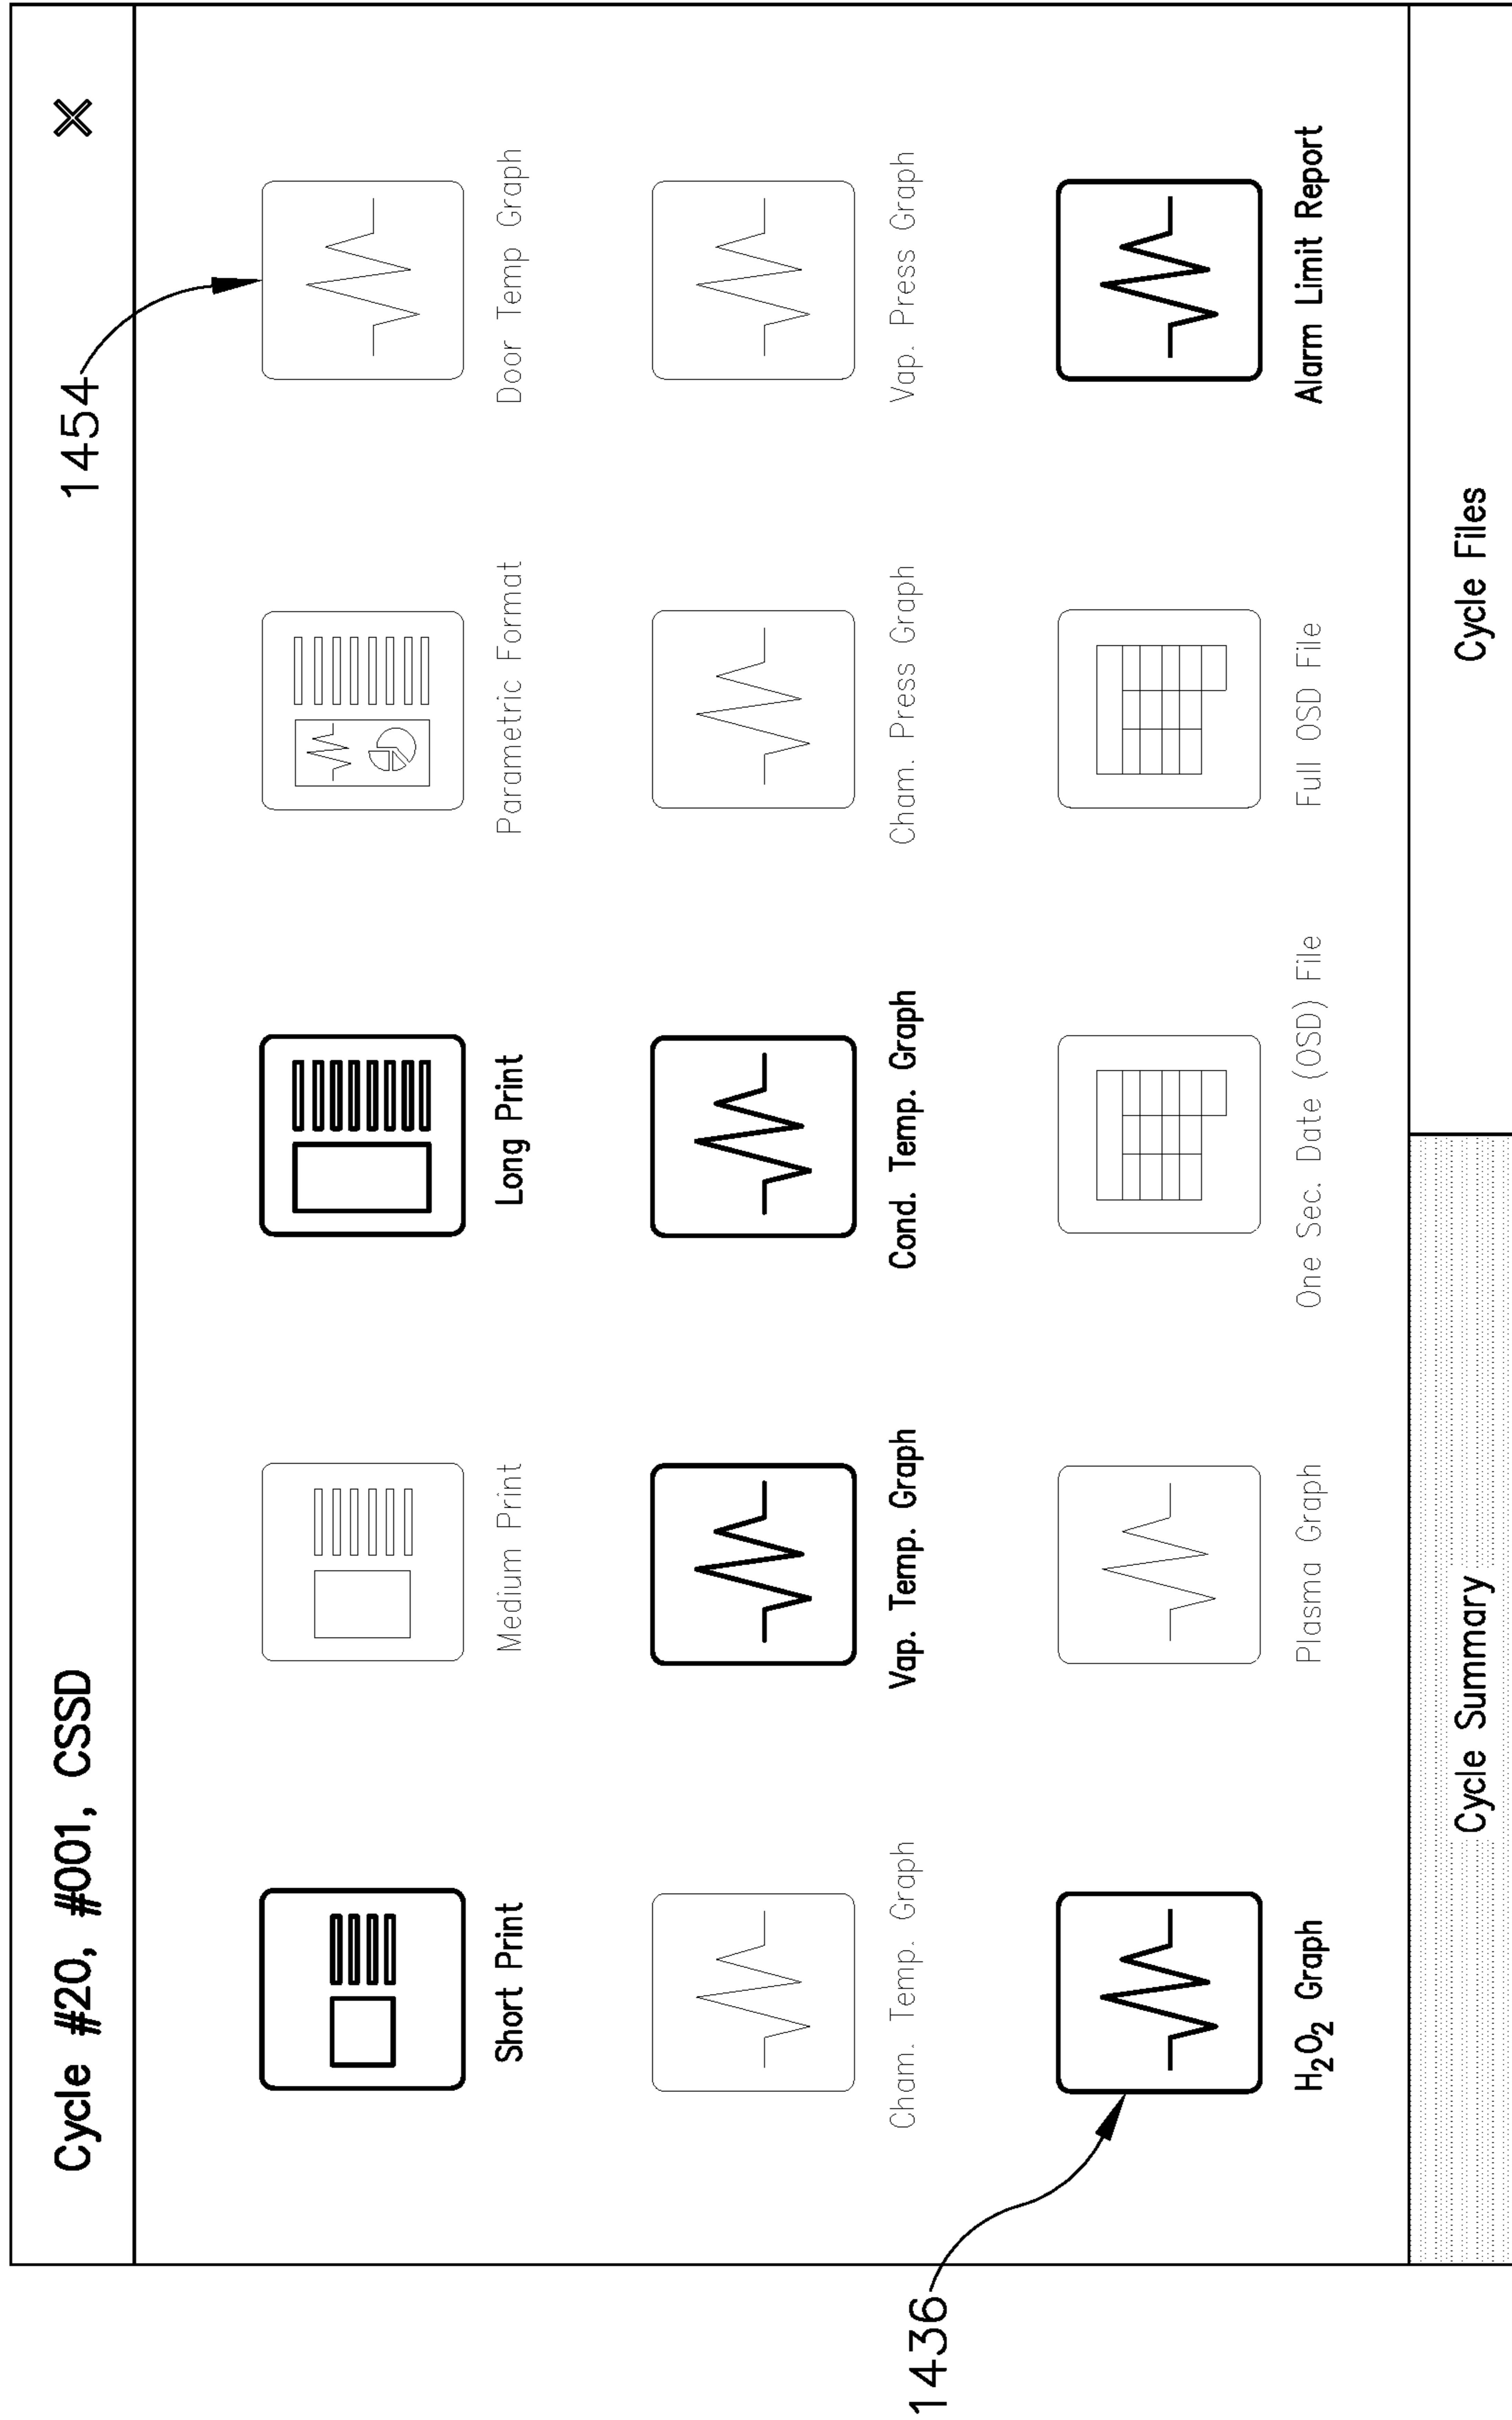 1454
Cycle #20, #001, CSSD
Short Print
Medium Print
Long Print
Parametric Format
Door Temp Graph
Cham. Temp. Graph
Vap. Temp. Graph
Cond. Temp. Graph
Cham. Press Graph
Vap. Press Graph
1436
H₂O₂ Graph
Plasma Graph
One Sec. Date (OSD) File
Full OSD File
Alarm Limit Report
Cycle Summary
Cycle Files